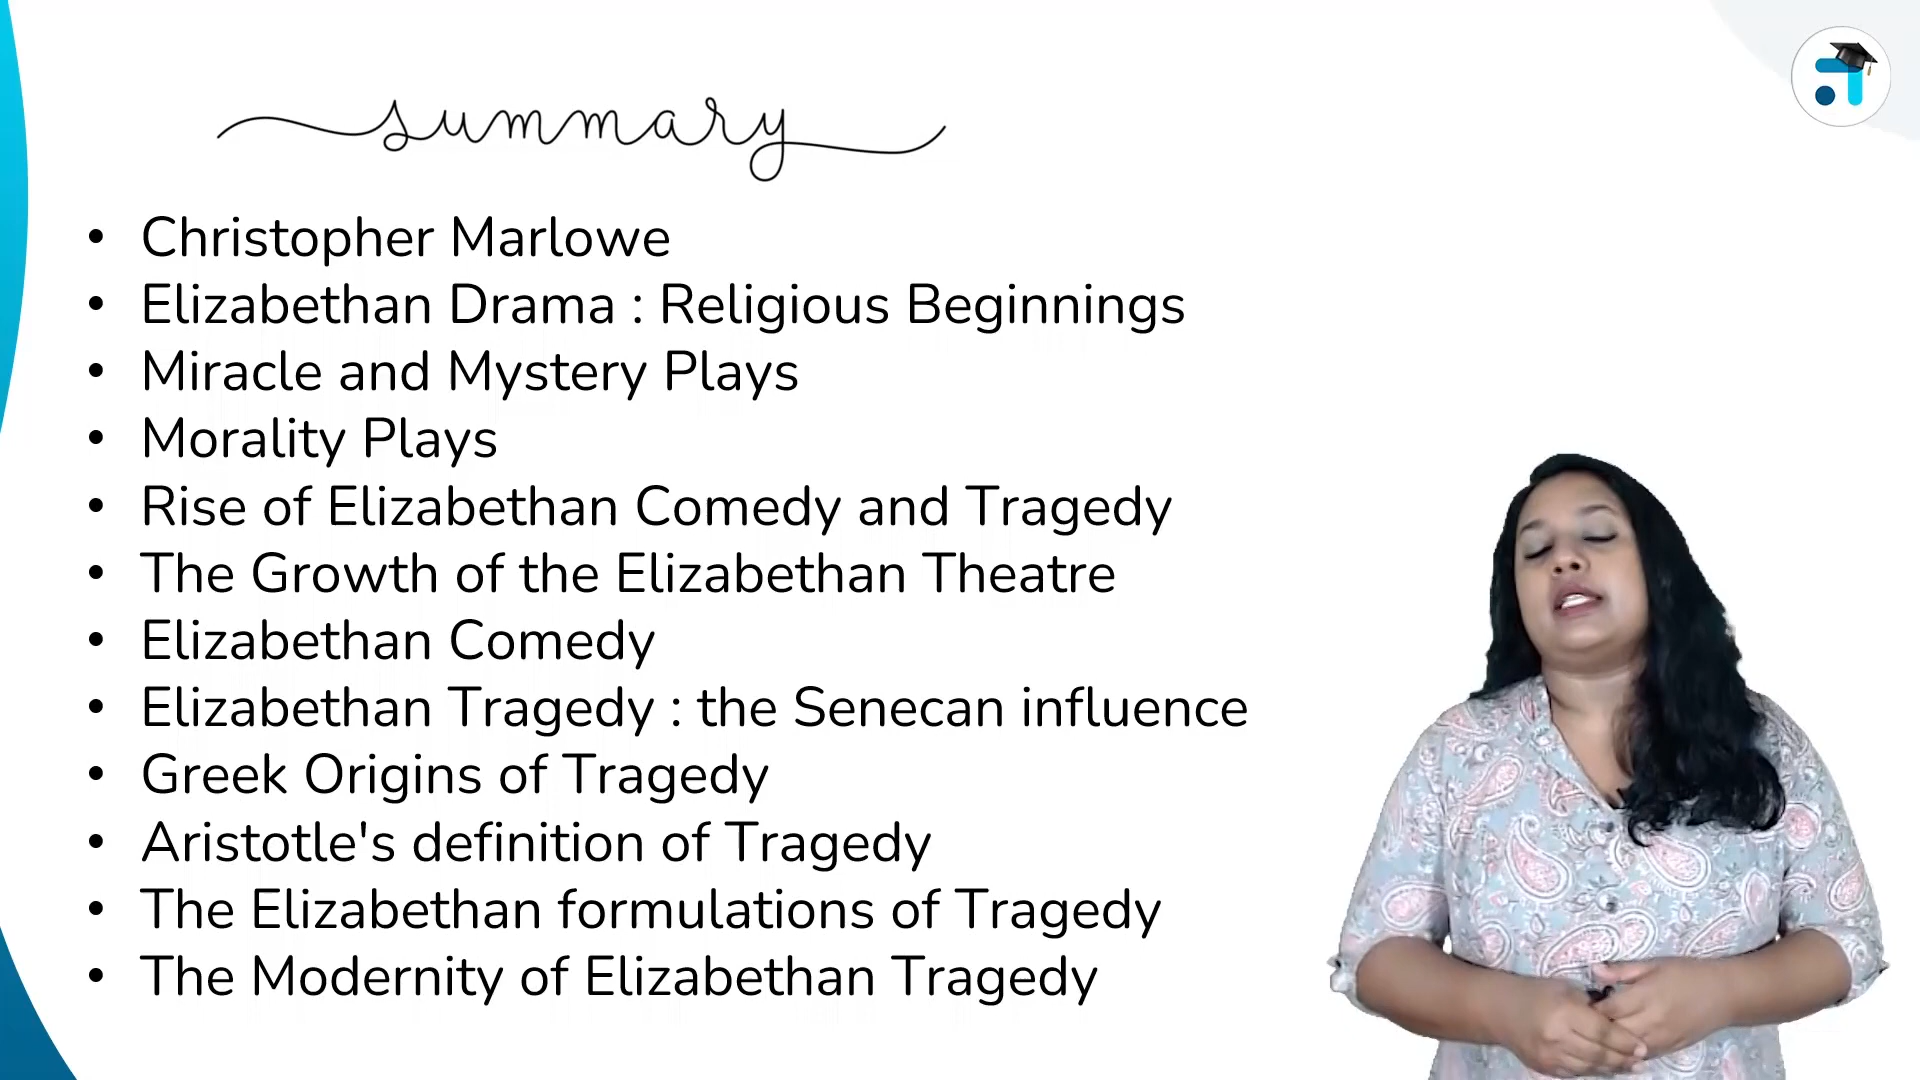 summary
• Christopher Marlowe
• Elizabethan Drama : Religious Beginnings
• Miracle and Mystery Plays
• Morality Plays
• Rise of Elizabethan Comedy and Tragedy
• The Growth of the Elizabethan Theatre
• Elizabethan Comedy
• Elizabethan Tragedy : the Senecan influence
• Greek Origins of Tragedy
• Aristotle's definition of Tragedy
• The Elizabethan formulations of Tragedy
• The Modernity of Elizabethan Tragedy